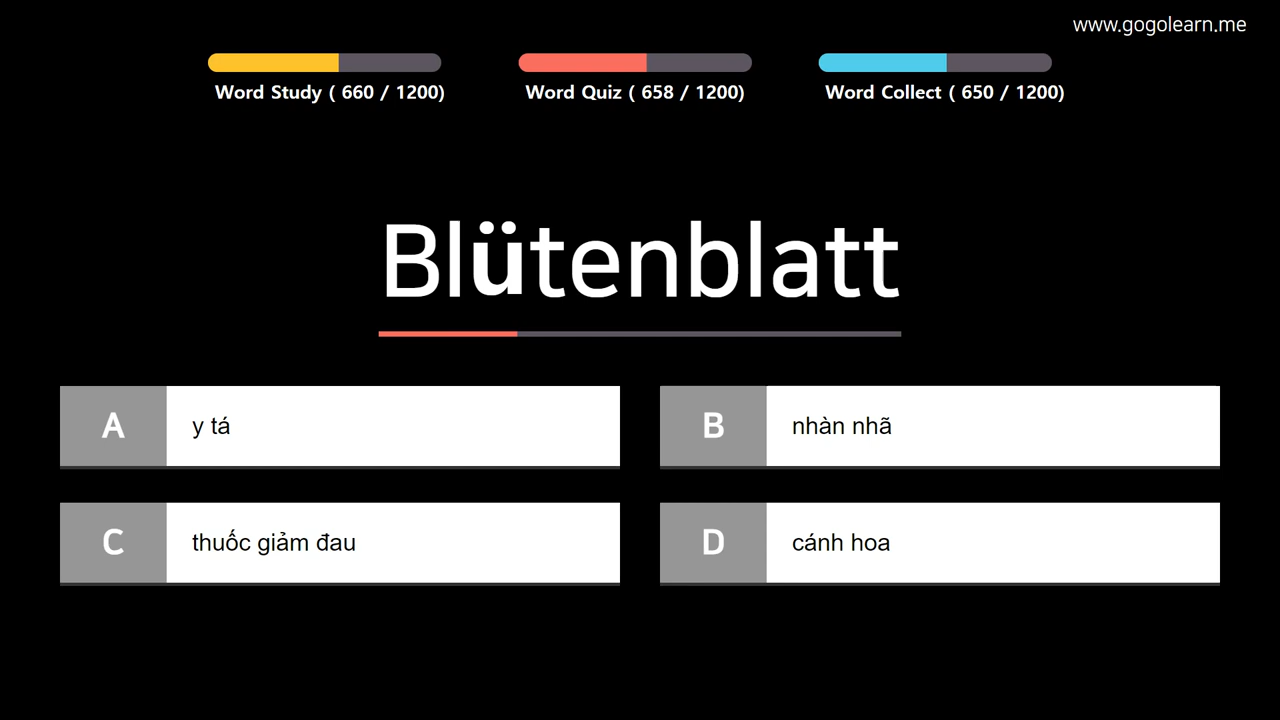 www.gogolearn.me
Word Study ( 660 / 1200)
Word Quiz ( 658 / 1200)
Word Collect ( 650 / 1200)
Blütenblatt
A
y tá
B
nhàn nhã
C
thuốc giảm đau
D
cánh hoa